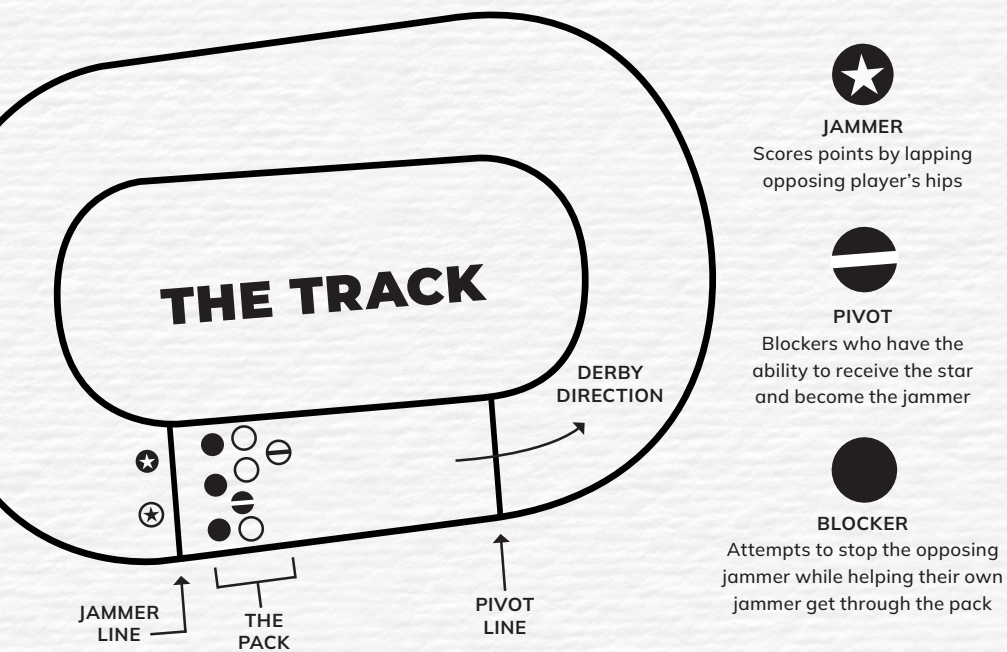 THE TRACK
DERBY
DIRECTION
JAMMER
LINE
THE
PACK
PIVOT
LINE
JAMMER
Scores points by lapping
opposing player’s hips
PIVOT
Blockers who have the
ability to receive the star
and become the jammer
BLOCKER
Attempts to stop the opposing
jammer while helping their own
jammer get through the pack